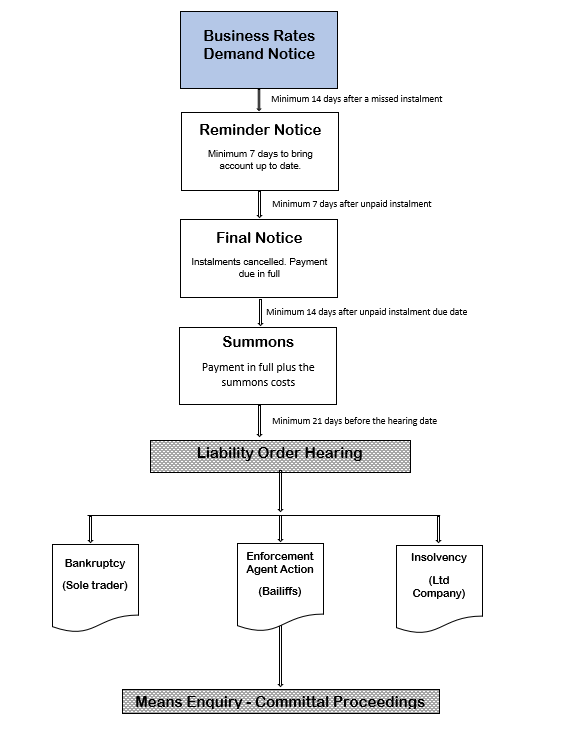 Business Rates
Demand Notice
Minimum 14 days after a missed instalment
Reminder Notice
Minimum 7 days to bring
account up to date.
Minimum 7 days after unpaid instalment
Final Notice
Instalments cancelled. Payment
due in full
Minimum 14 days after unpaid instalment due date
Summons
Payment in full plus the
summons costs
Minimum 21 days before the hearing date
Liability Order Hearing
Bankruptcy
(Sole trader)
Enforcement
Agent Action
(Bailiffs)
Insolvency
(Ltd
Company)
Means Enquiry - Committal Proceedings